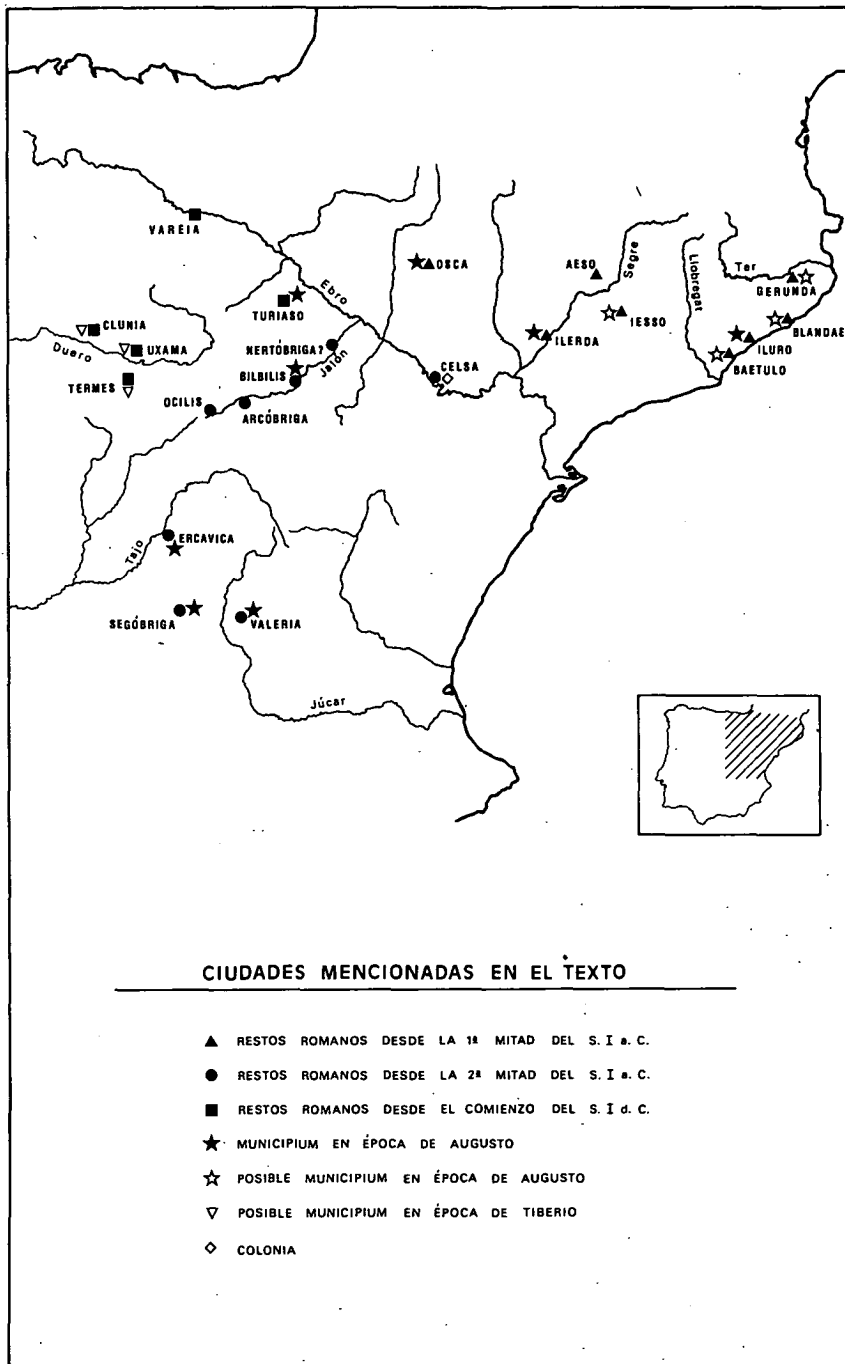 VAREIA
Ebro
OSCA
AESO
Segre
Llobregat
Ter
GERUNDA
TURIASO
CLUNIA
Duero
UXAMA
NERTÓBRIGA?
Jalón
IESSO
BLANDAE
ILERDA
ILURO
CELSA
BAETULO
TERMES
BILBILIS
OCILIS
ARCÓBRIGA
ERCAVICA
Tajo
SEGÓBRIGA
VALERIA
Júcar
CIUDADES MENCIONADAS EN EL TEXTO
RESTOS ROMANOS DESDE LA 1ª MITAD DEL S. I a. C.
RESTOS ROMANOS DESDE LA 2ª MITAD DEL S. I a. C.
RESTOS ROMANOS DESDE EL COMIENZO DEL S. I d. C.
MUNICIPIUM EN ÉPOCA DE AUGUSTO
POSIBLE MUNICIPIUM EN ÉPOCA DE AUGUSTO
POSIBLE MUNICIPIUM EN ÉPOCA DE TIBERIO
COLONIA